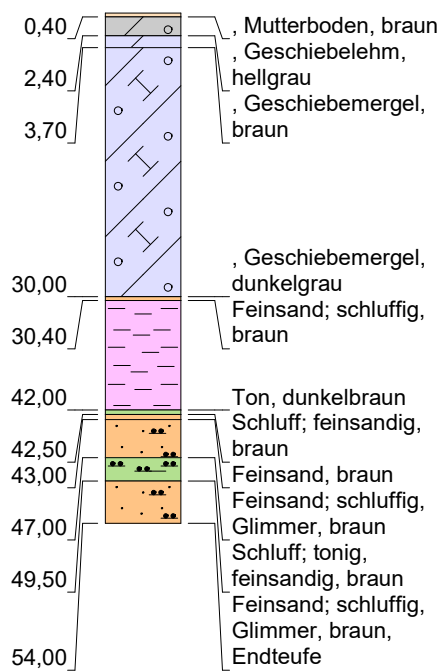 0,40
, Mutterboden, braun
2,40
, Geschiebelehm,
hellgrau
3,70
, Geschiebemergel,
braun
30,00
, Geschiebemergel,
dunkelgrau
30,40
Feinsand; schluffig,
braun
42,00
Ton, dunkelbraun
42,50
Schluff; feinsandig,
braun
43,00
Feinsand, braun
47,00
Feinsand; schluffig,
Glimmer, braun
49,50
Schluff; tonig,
feinsandig, braun
54,00
Feinsand; schluffig,
Glimmer, braun,
Endteufe